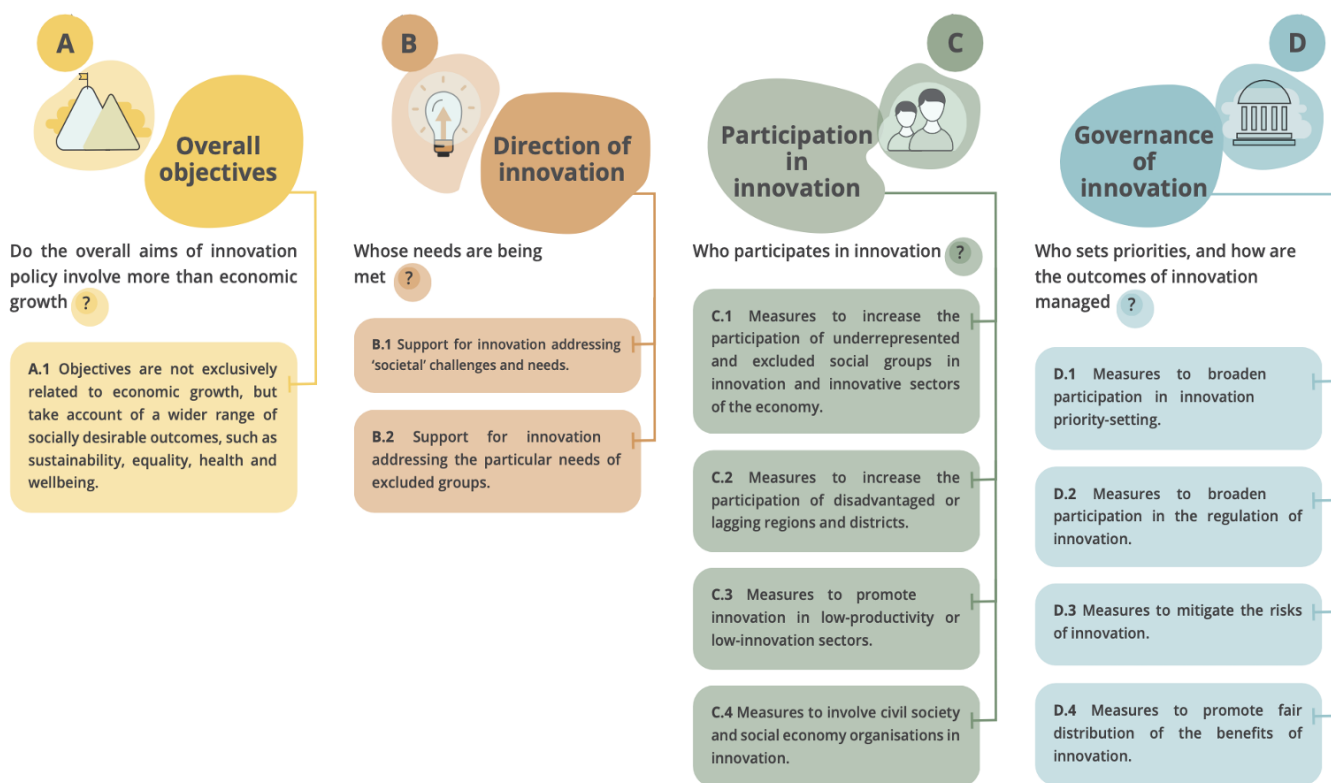 A
Overall
objectives
Do the overall aims of innovation
policy involve more than economic
growth ?
A.1 Objectives are not exclusively
related to economic growth, but
take account of a wider range of
socially desirable outcomes, such as
sustainability, equality, health and
wellbeing.
B
Direction of
innovation
Whose needs are being
met ?
B.1 Support for innovation addressing
‘societal’ challenges and needs.
B.2 Support for innovation
addressing the particular needs of
excluded groups.
C
Participation
in
innovation
Who participates in innovation ?
C.1 Measures to increase the
participation of underrepresented
and excluded social groups in
innovation and innovative sectors
of the economy.
C.2 Measures to increase the
participation of disadvantaged or
lagging regions and districts.
C.3 Measures to promote
innovation in low-productivity or
low-innovation sectors.
C.4 Measures to involve civil society
and social economy organisations in
innovation.
D
Governance
of
innovation
Who sets priorities, and how are
the outcomes of innovation
managed ?
D.1 Measures to broaden
participation in innovation
priority-setting.
D.2 Measures to broaden
participation in the regulation of
innovation.
D.3 Measures to mitigate the risks
of innovation.
D.4 Measures to promote fair
distribution of the benefits of
innovation.